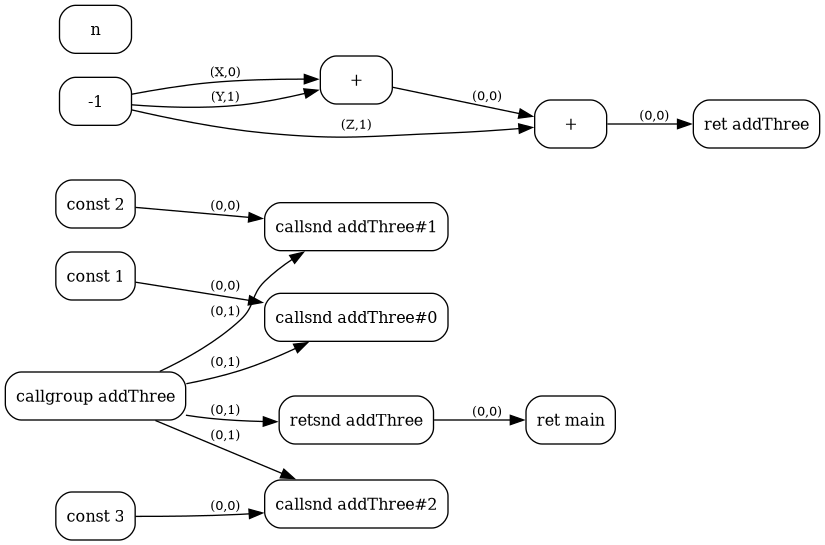 n
-1
(X,0)
(Y,1)
(Z,1)
+
(0,0)
+
(0,0)
ret addThree
const 2
(0,0)
callsnd addThree#1
const 1
(0,0)
(0,1)
callsnd addThree#0
callgroup addThree
(0,1)
(0,1)
retsnd addThree
(0,0)
ret main
(0,1)
const 3
(0,0)
callsnd addThree#2